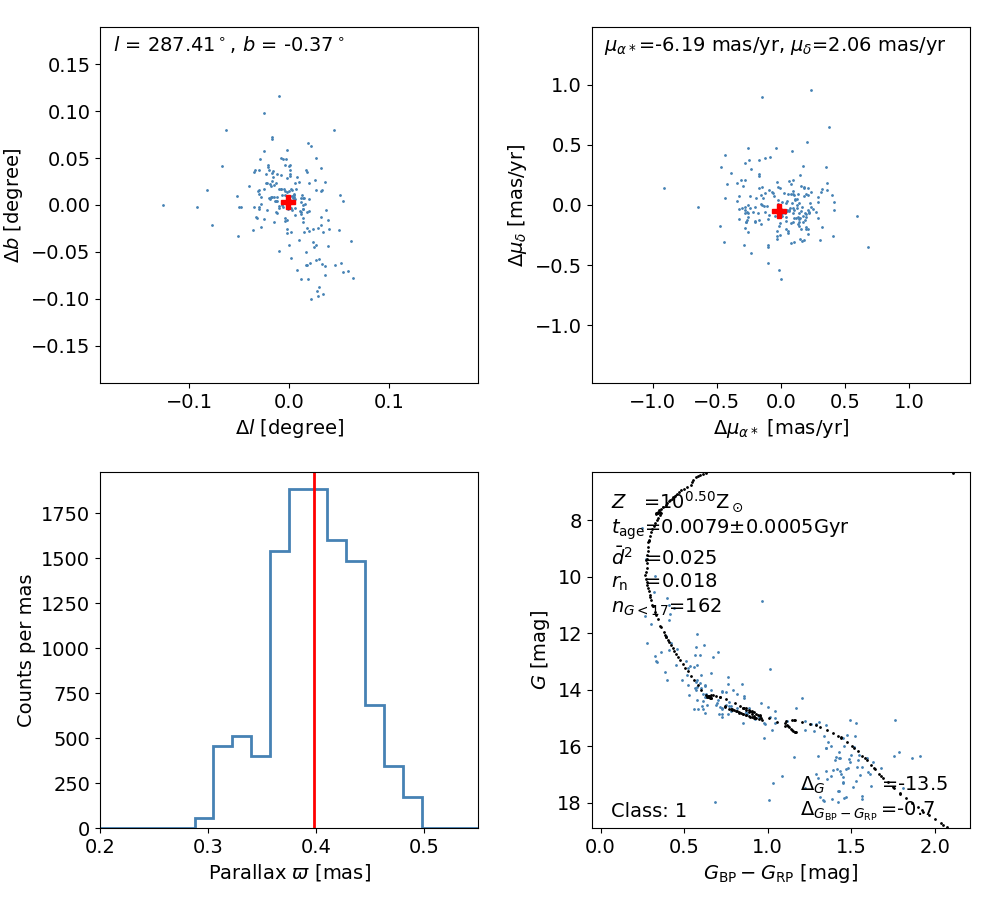 l = 287.41°, b = -0.37°
0.15
0.10
0.05
0.00
−0.05
−0.10
−0.15
Δb [degree]
−0.1 0.0 0.1
Δl [degree]
μα*=-6.19 mas/yr, μδ=2.06 mas/yr
1.0
0.5
0.0
−0.5
−1.0
Δμδ [mas/yr]
−1.0 −0.5 0.0 0.5 1.0
Δμα* [mas/yr]
1750
1500
1250
1000
750
500
250
0
Counts per mas
0.2 0.3 0.4 0.5
Parallax ϖ [mas]
Z =10^0.50 Z⊙
t_age=0.0079±0.0005Gyr
d̄² =0.025
r_n =0.018
n_G<17=162
8
10
12
14
16
18
G [mag]
Δ_G =-13.5
Δ_G_BP−G_RP =-0.7
Class: 1
0.0 0.5 1.0 1.5 2.0
G_BP − G_RP [mag]